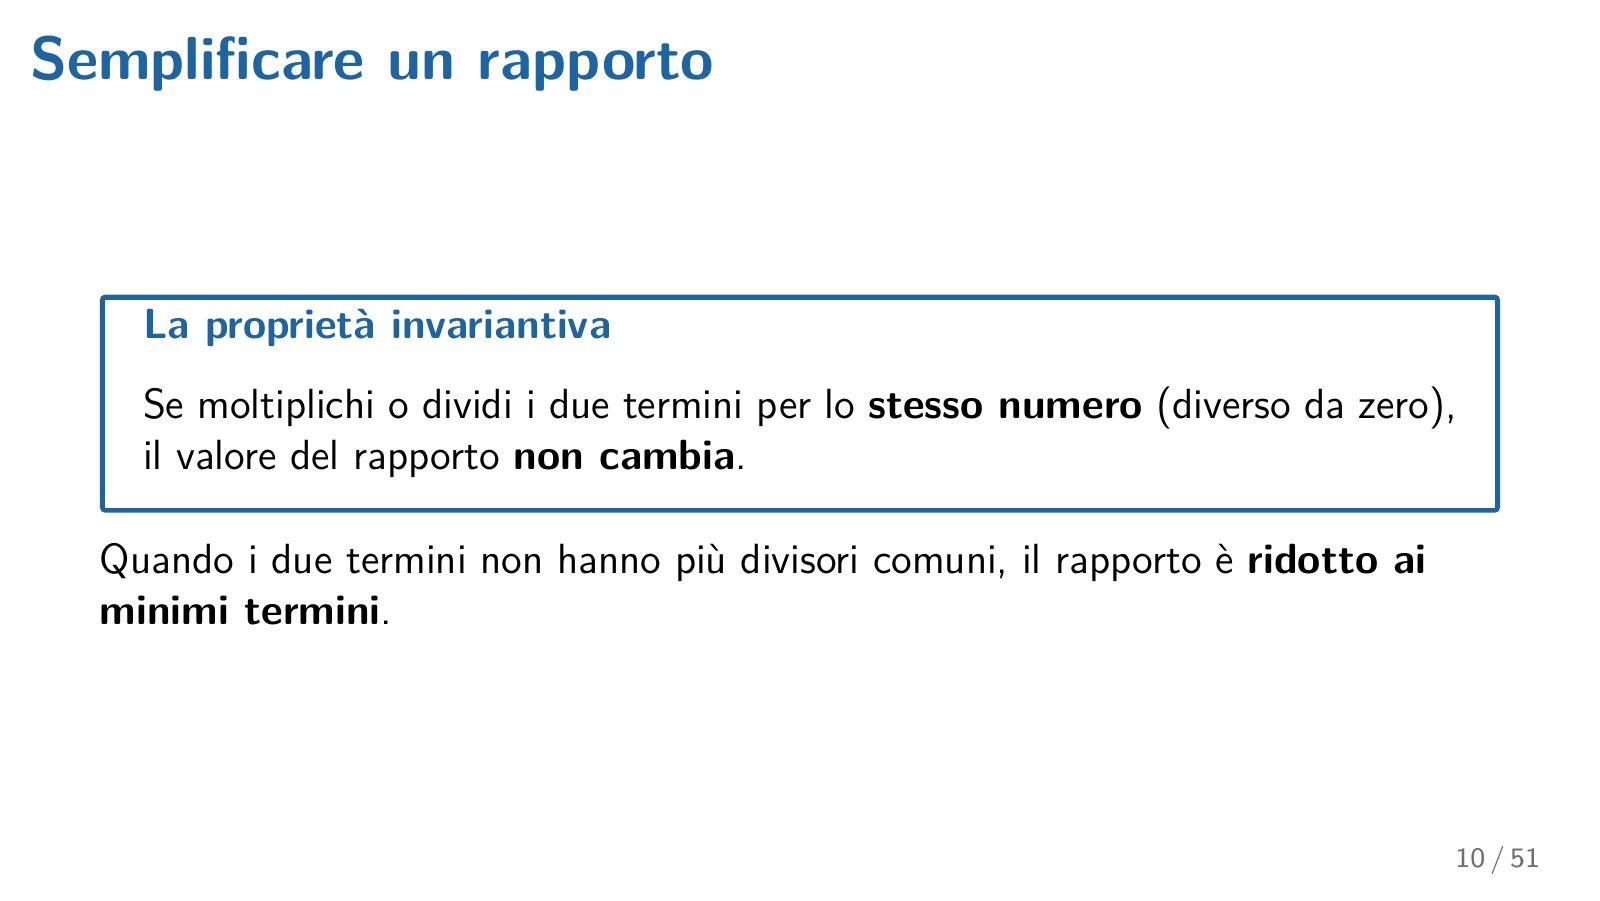 Semplificare un rapporto
La proprietà invariantiva
Se moltiplichi o dividi i due termini per lo stesso numero (diverso da zero),
il valore del rapporto non cambia.
Quando i due termini non hanno più divisori comuni, il rapporto è ridotto ai
minimi termini.
10 / 51